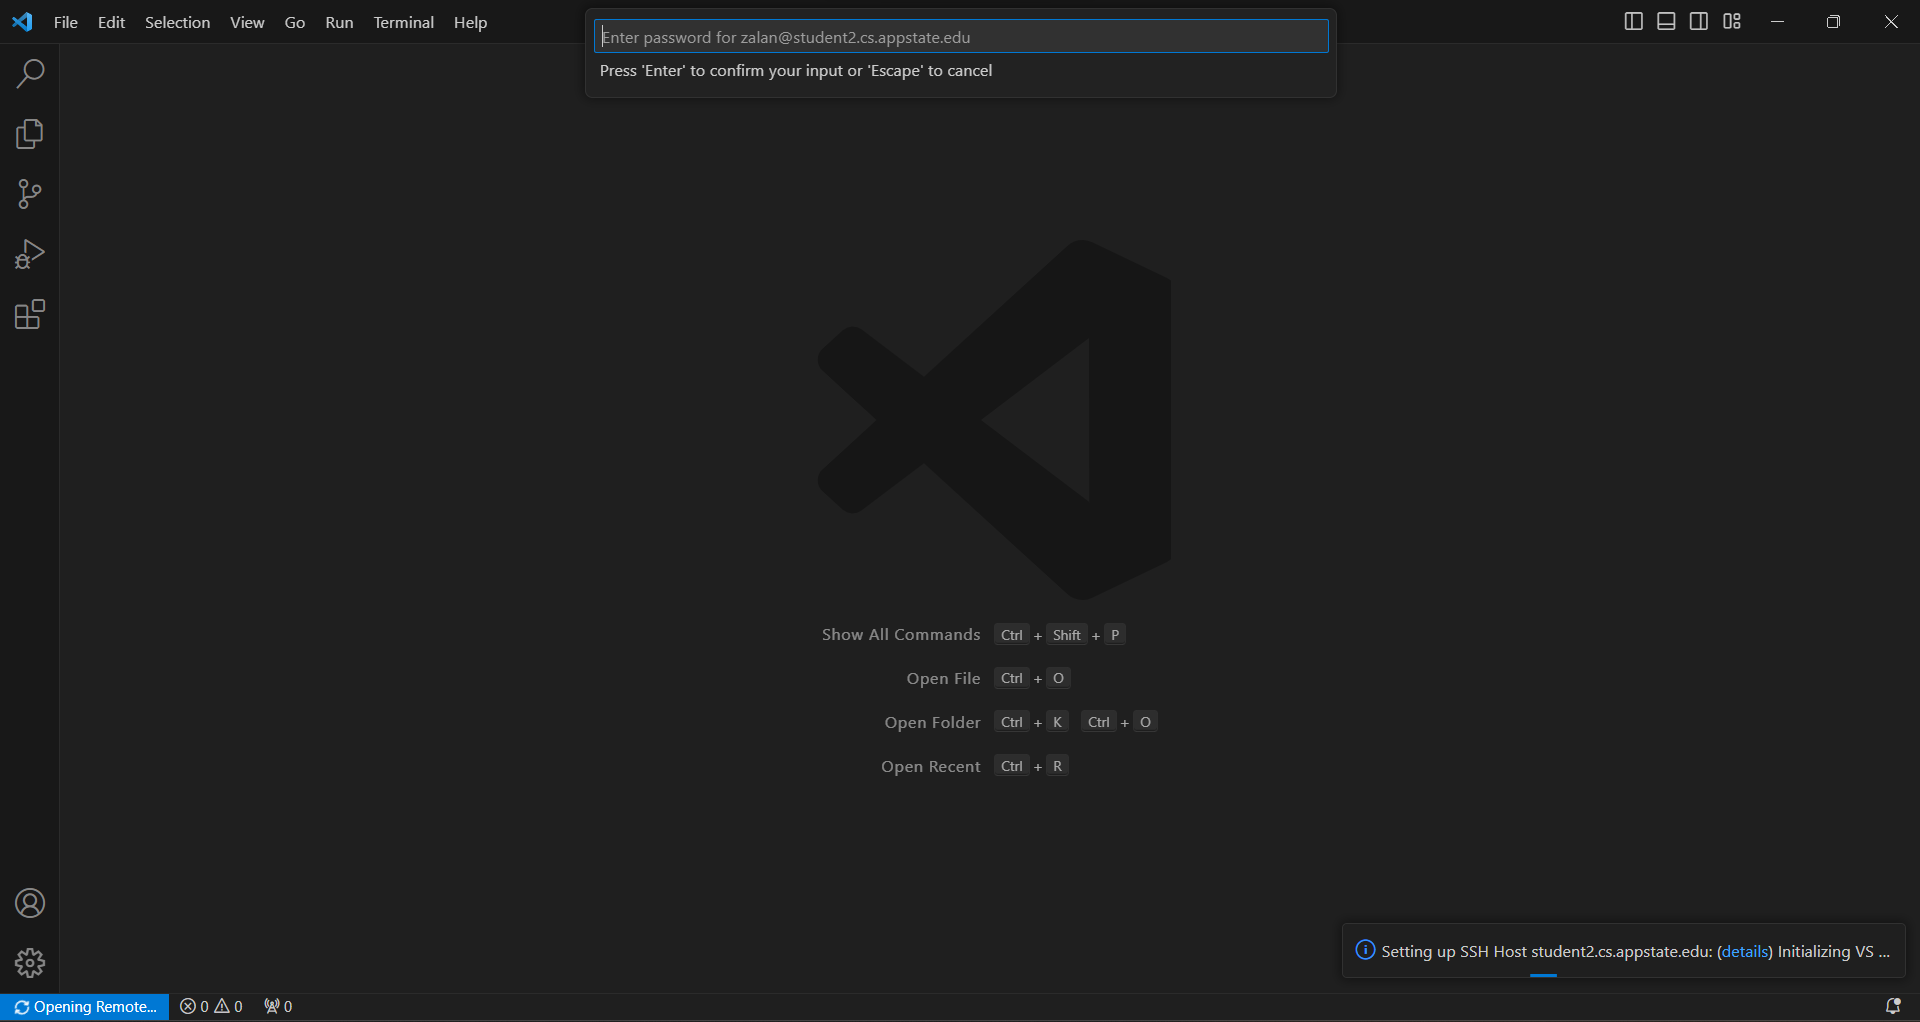 File Edit Selection View Go Run Terminal Help
Enter password for zalan@student2.cs.appstate.edu
Press 'Enter' to confirm your input or 'Escape' to cancel
Show All Commands Ctrl + Shift + P
Open File Ctrl + O
Open Folder Ctrl + K Ctrl + O
Open Recent Ctrl + R
Setting up SSH Host student2.cs.appstate.edu: (details) Initializing VS ...
Opening Remote... 0 0 0